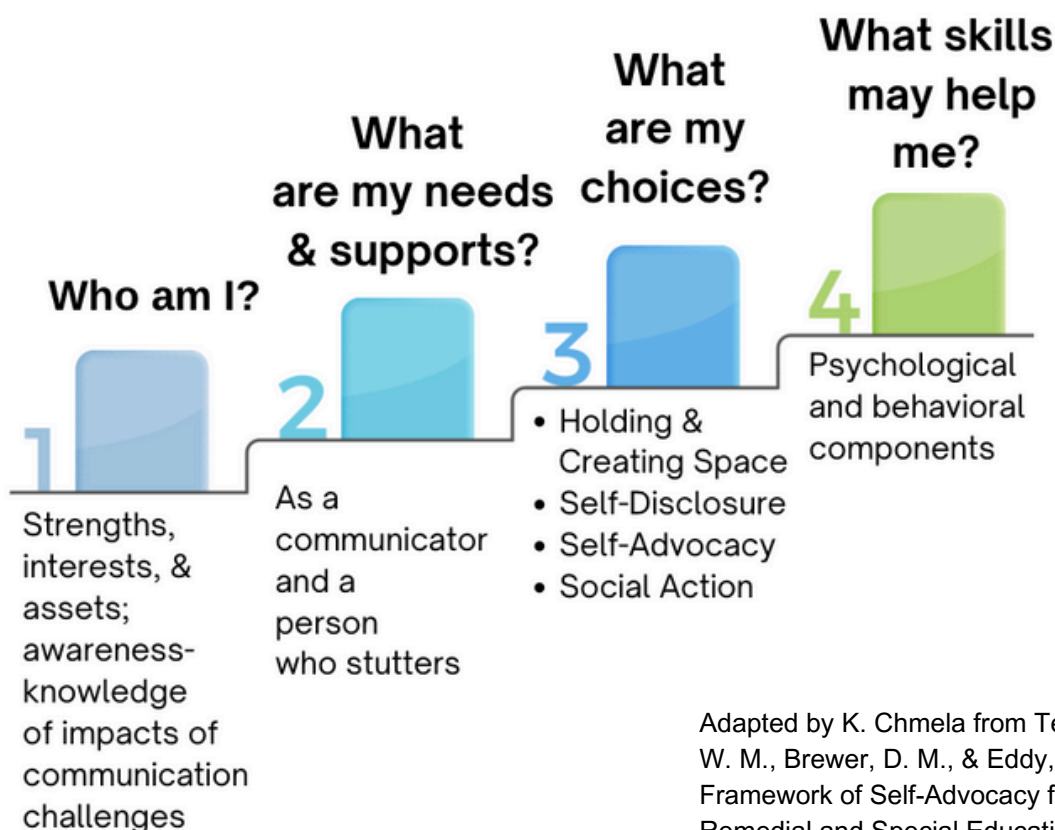 Who am I?
1
Strengths,
interests, &
assets;
awareness-
knowledge
of impacts of
communication
challenges
What
are my needs
& supports?
2
As a
communicator
and a
person
who stutters
What
are my
choices?
3
• Holding &
Creating Space
• Self-Disclosure
• Self-Advocacy
• Social Action
What skills
may help
me?
4
Psychological
and behavioral
components
Adapted by K. Chmela from
W. M., Brewer, D. M., & Eddy,
Framework of Self-Advocacy
Remedial and Special